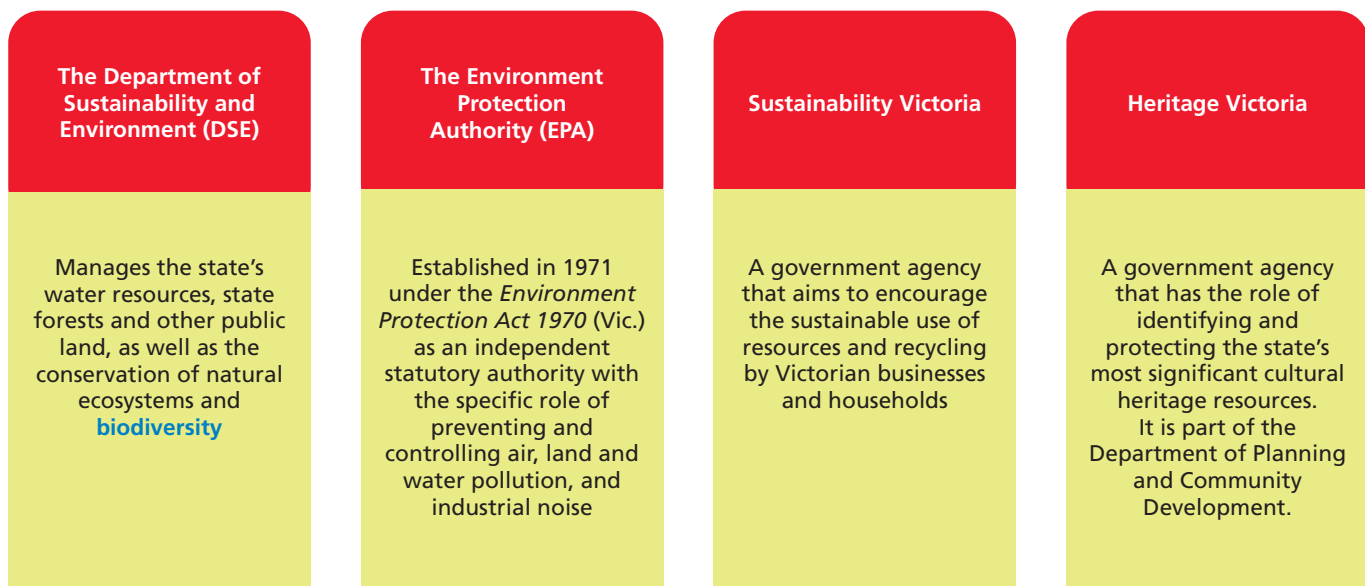 The Department of
Sustainability and
Environment (DSE)
Manages the state's
water resources, state
forests and other public
land, as well as the
conservation of natural
ecosystems and
biodiversity
The Environment
Protection
Authority (EPA)
Established in 1971
under the Environment
Protection Act 1970 (Vic.)
as an independent
statutory authority with
the specific role of
preventing and
controlling air, land and
water pollution, and
industrial noise
Sustainability Victoria
A government agency
that aims to encourage
the sustainable use of
resources and recycling
by Victorian businesses
and households
Heritage Victoria
A government agency
that has the role of
identifying and
protecting the state's
most significant cultural
heritage resources.
It is part of the
Department of Planning
and Community
Development.